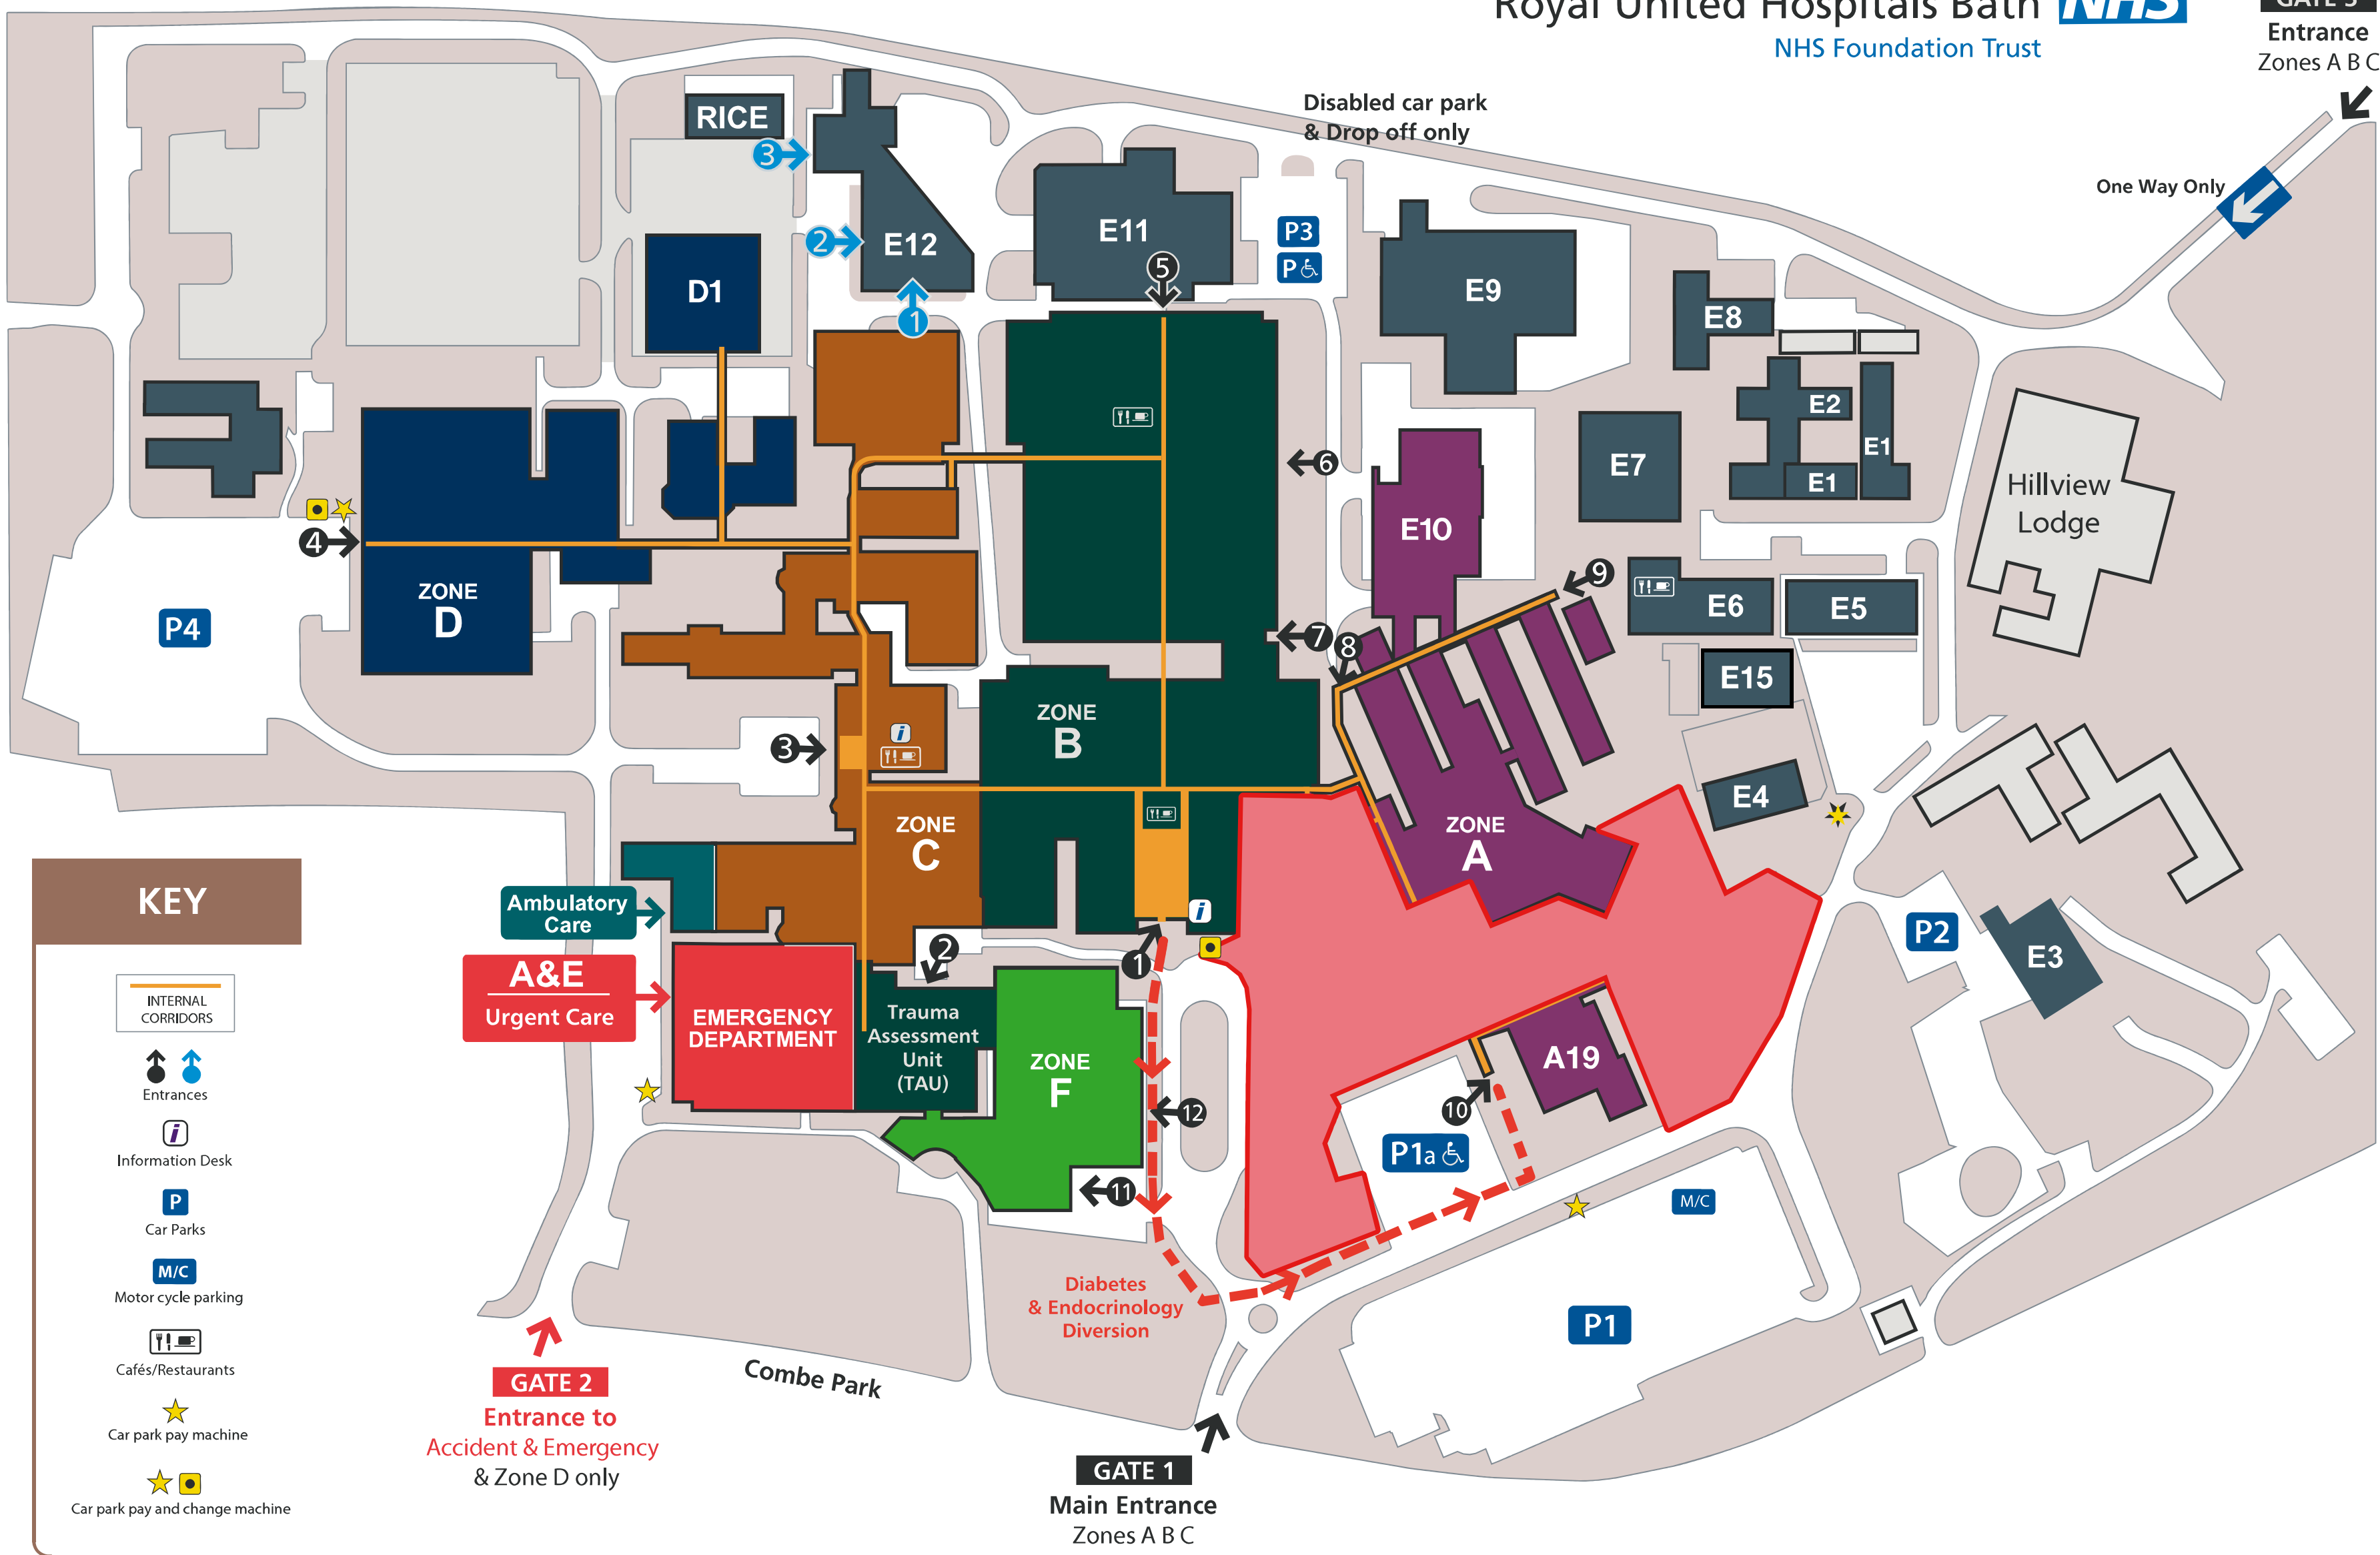 Royal United Hospitals Bath NHS
NHS Foundation Trust
GATE 3
Entrance
Zones A B C
Disabled car park
& Drop off only
One Way Only
RICE
3
2
E12
1
E11
5
P3
P
E9
E8
D1
E2
E1
E1
E7
Hillview
Lodge
6
E10
4
ZONE
D
P4
9
E6
E5
7
8
E15
ZONE
B
i
3
E4
ZONE
C
ZONE
A
i
KEY
INTERNAL
CORRIDORS
Entrances
i
Information Desk
P
Car Parks
M/C
Motor cycle parking
Cafés/Restaurants
Car park pay machine
Car park pay and change machine
Ambulatory
Care
A&E
Urgent Care
EMERGENCY
DEPARTMENT
2
1
Trauma
Assessment
Unit
(TAU)
ZONE
F
12
11
10
A19
P1a
P2
E3
M/C
P1
Diabetes
& Endocrinology
Diversion
Combe Park
GATE 2
Entrance to
Accident & Emergency
& Zone D only
GATE 1
Main Entrance
Zones A B C